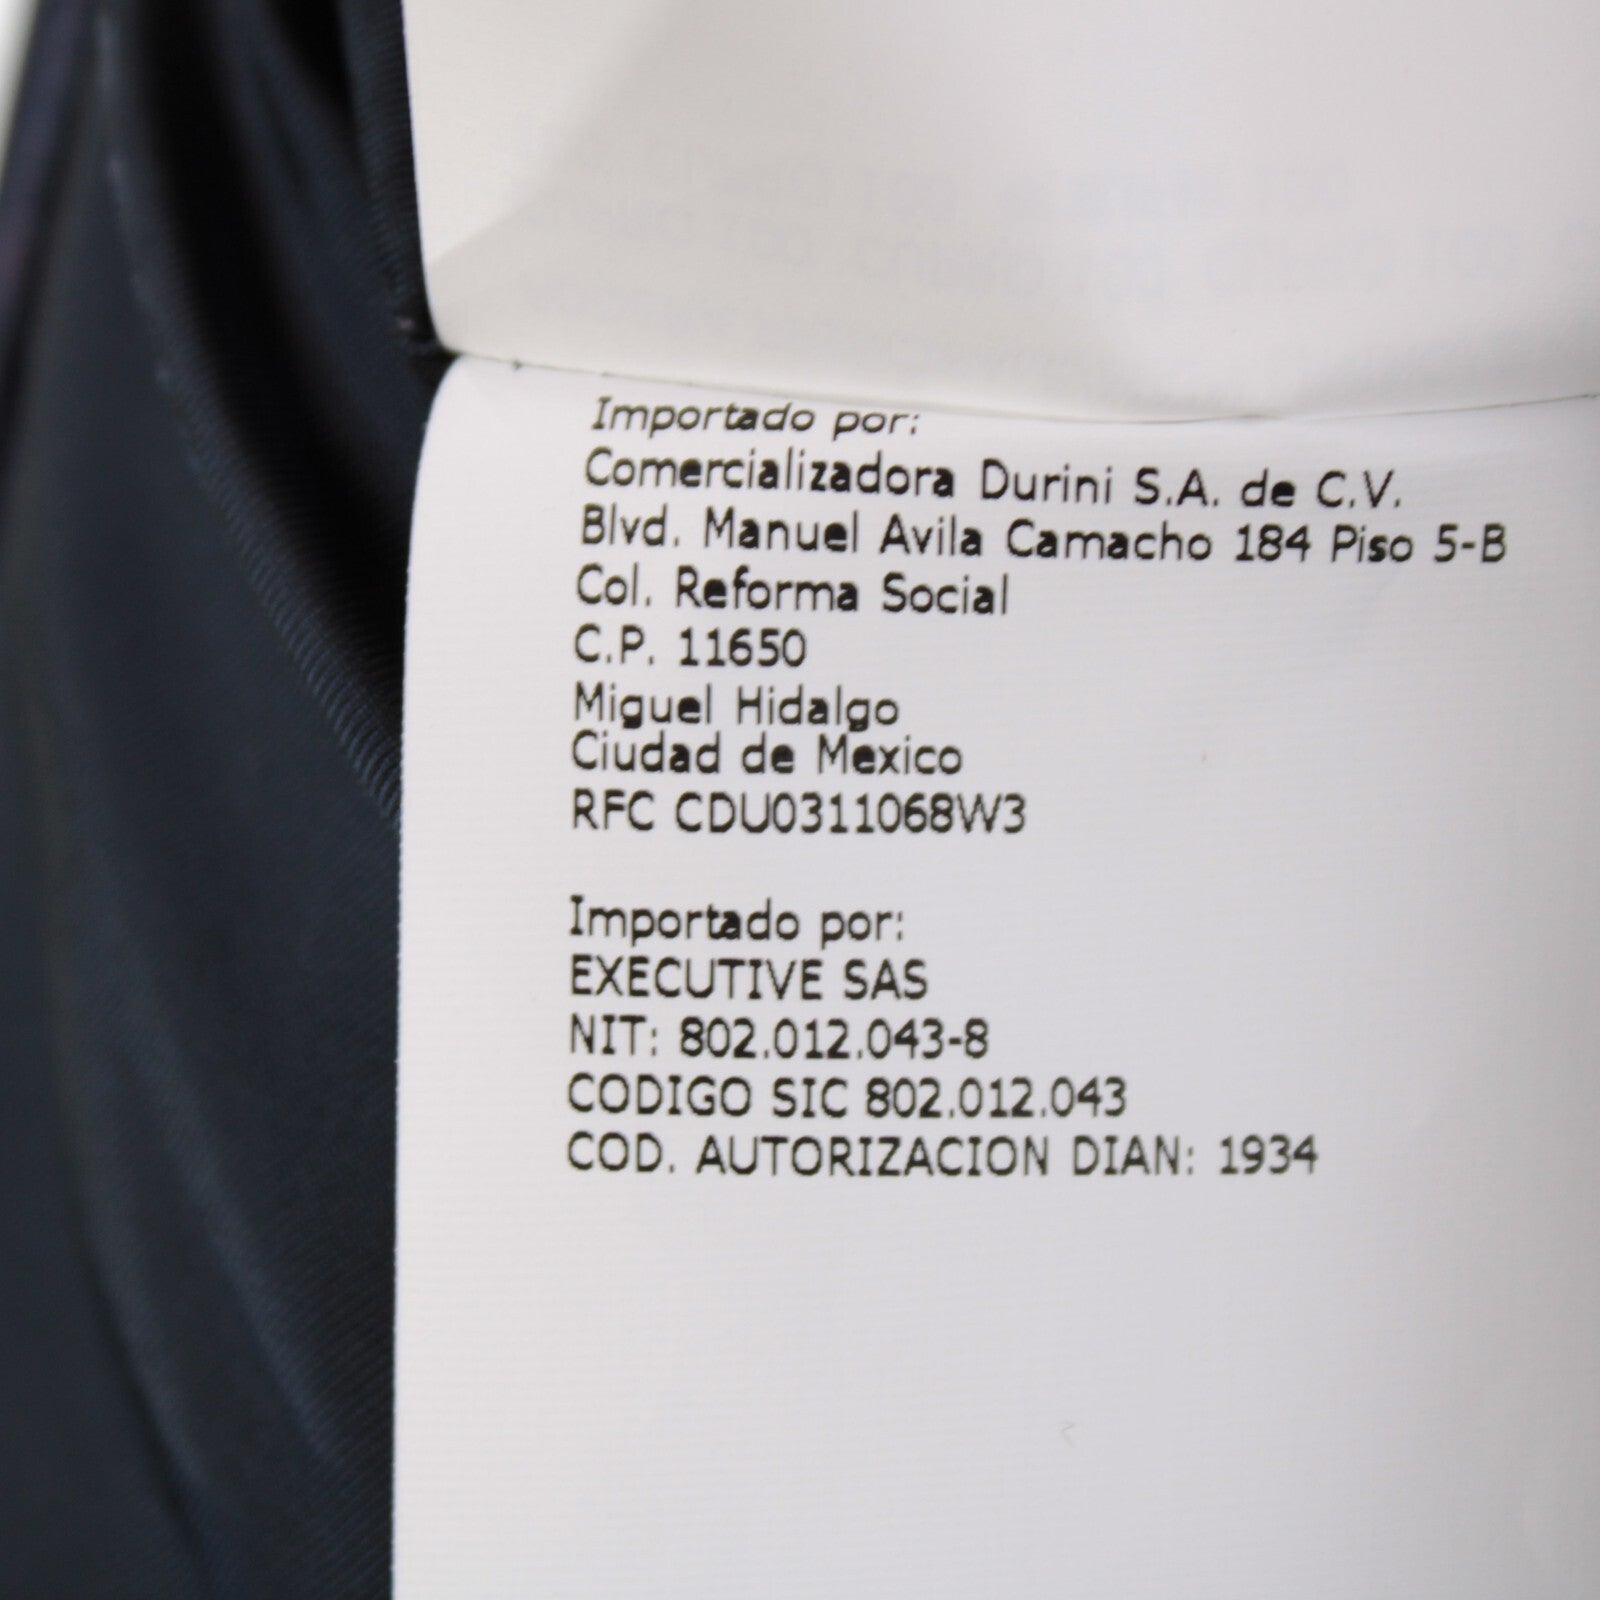 Importado por:
Comercializadora Durini S.A. de C.V.
Blvd. Manuel Avila Camacho 184 Piso 5-B
Col. Reforma Social
C.P. 11650
Miguel Hidalgo
Ciudad de Mexico
RFC CDU0311068W3
Importado por:
EXECUTIVE SAS
NIT: 802.012.043-8
CODIGO SIC 802.012.043
COD. AUTORIZACION DIAN: 1934